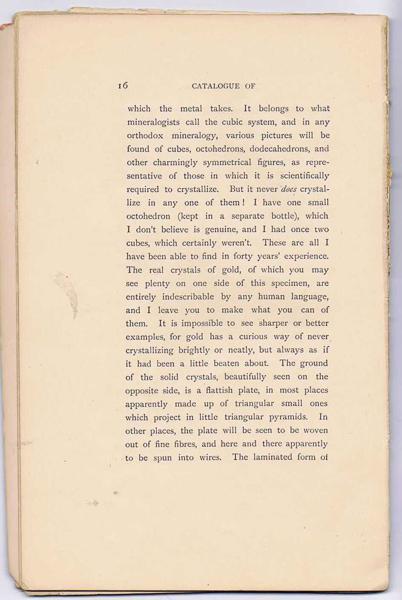 16 CATALOGUE OF
which the metal takes. It belongs to what
mineralogists call the cubic system, and in any
orthodox mineralogy, various pictures will be
found of cubes, octohedrons, dodecahedrons, and
other charmingly symmetrical figures, as repre-
sentative of those in which it is scientifically
required to crystallize. But it never does crystal-
lize in any one of them! I have one small
octohedron (kept in a separate bottle), which
I don't believe is genuine, and I had once two
cubes, which certainly weren't. These are all I
have been able to find in forty years' experience.
The real crystals of gold, of which you may
see plenty on one side of this specimen, are
entirely indescribable by any human language,
and I leave you to make what you can of
them. It is impossible to see sharper or better
examples, for gold has a curious way of never
crystallizing brightly or neatly, but always as if
it had been a little beaten about. The ground
of the solid crystals, beautifully seen on the
opposite side, is a flattish plate, in most places
apparently made up of triangular small ones
which project in little triangular pyramids. In
other places, the plate will be seen to be woven
out of fine fibres, and here and there apparently
to be spun into wires. The laminated form of